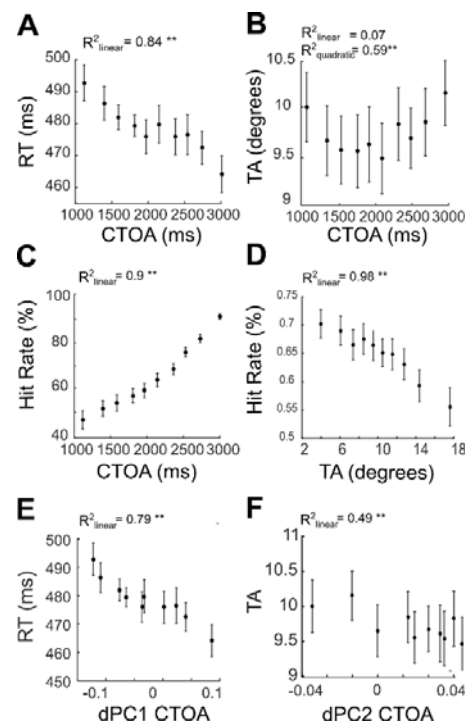 A
R²linear = 0.84 **
500
490
480
470
460
RT (ms)
1000 1500 2000 2500 3000
CTOA (ms)
B
R²linear = 0.07
R²quadratic = 0.59**
10.5
10
9.5
9
TA (degrees)
1000 1500 2000 2500 3000
CTOA (ms)
C
R²linear = 0.9 **
100
80
60
40
Hit Rate (%)
1000 1500 2000 2500 3000
CTOA (ms)
D
R²linear = 0.98 **
0.75
0.7
0.65
0.6
0.55
0.5
Hit Rate (%)
2 6 10 14 18
TA (degrees)
E
R²linear = 0.79 **
500
490
480
470
460
RT (ms)
-0.1 0 0.1
dPC1 CTOA
F
R²linear = 0.49 **
11
10.5
10
9.5
9
TA
-0.04 0 0.04
dPC2 CTOA